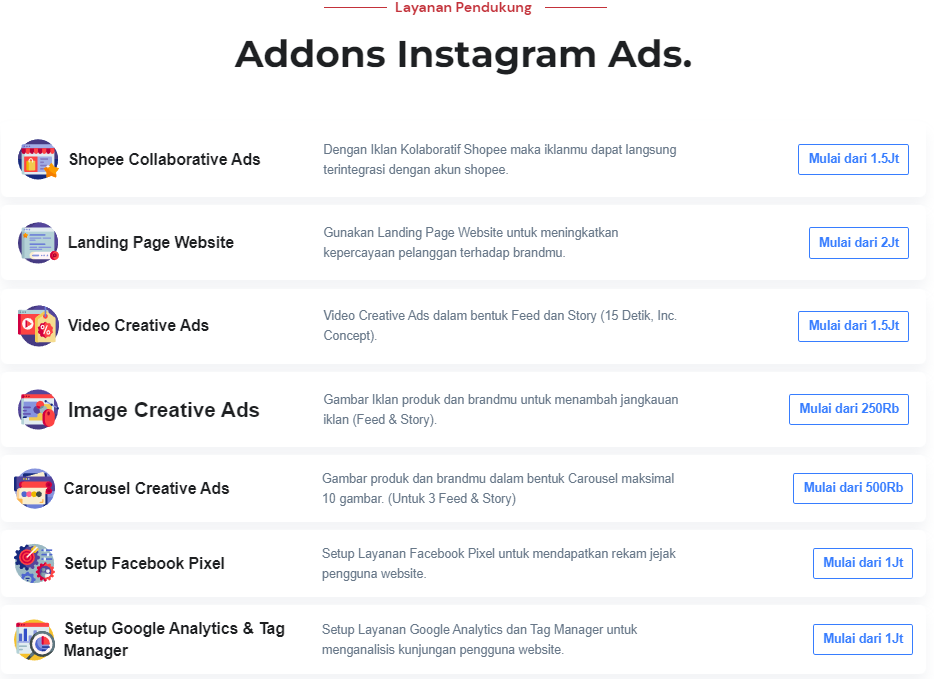 Layanan Pendukung
Addons Instagram Ads.
Shopee Collaborative Ads
Dengan Iklan Kolaboratif Shopee maka iklanmu dapat langsung
terintegrasi dengan akun shopee.
Mulai dari 1.5Jt
Landing Page Website
Gunakan Landing Page Website untuk meningkatkan
kepercayaan pelanggan terhadap brandmu.
Mulai dari 2Jt
Video Creative Ads
Video Creative Ads dalam bentuk Feed dan Story (15 Detik, Inc.
Concept).
Mulai dari 1.5Jt
Image Creative Ads
Gambar Iklan produk dan brandmu untuk menambah jangkauan
iklan (Feed & Story).
Mulai dari 250Rb
Carousel Creative Ads
Gambar produk dan brandmu dalam bentuk Carousel maksimal
10 gambar. (Untuk 3 Feed & Story)
Mulai dari 500Rb
Setup Facebook Pixel
Setup Layanan Facebook Pixel untuk mendapatkan rekam jejak
pengguna website.
Mulai dari 1Jt
Setup Google Analytics & Tag
Manager
Setup Layanan Google Analytics dan Tag Manager untuk
menganalisis kunjungan pengguna website.
Mulai dari 1Jt